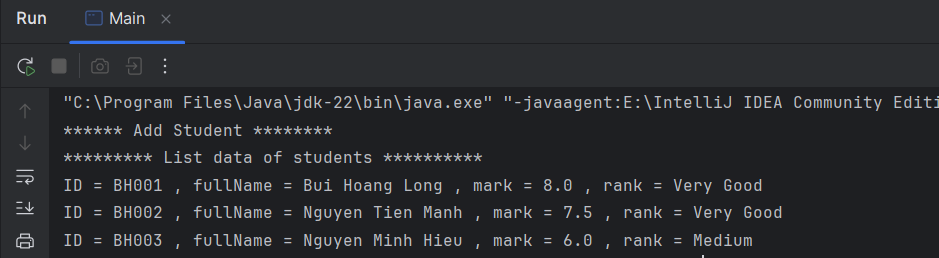 Run Main
"C:\Program Files\Java\jdk-22\bin\java.exe" "-javaagent:E:\IntelliJ IDEA Community Editi
****** Add Student ********
********* List data of students **********
ID = BH001 , fullName = Bui Hoang Long , mark = 8.0 , rank = Very Good
ID = BH002 , fullName = Nguyen Tien Manh , mark = 7.5 , rank = Very Good
ID = BH003 , fullName = Nguyen Minh Hieu , mark = 6.0 , rank = Medium